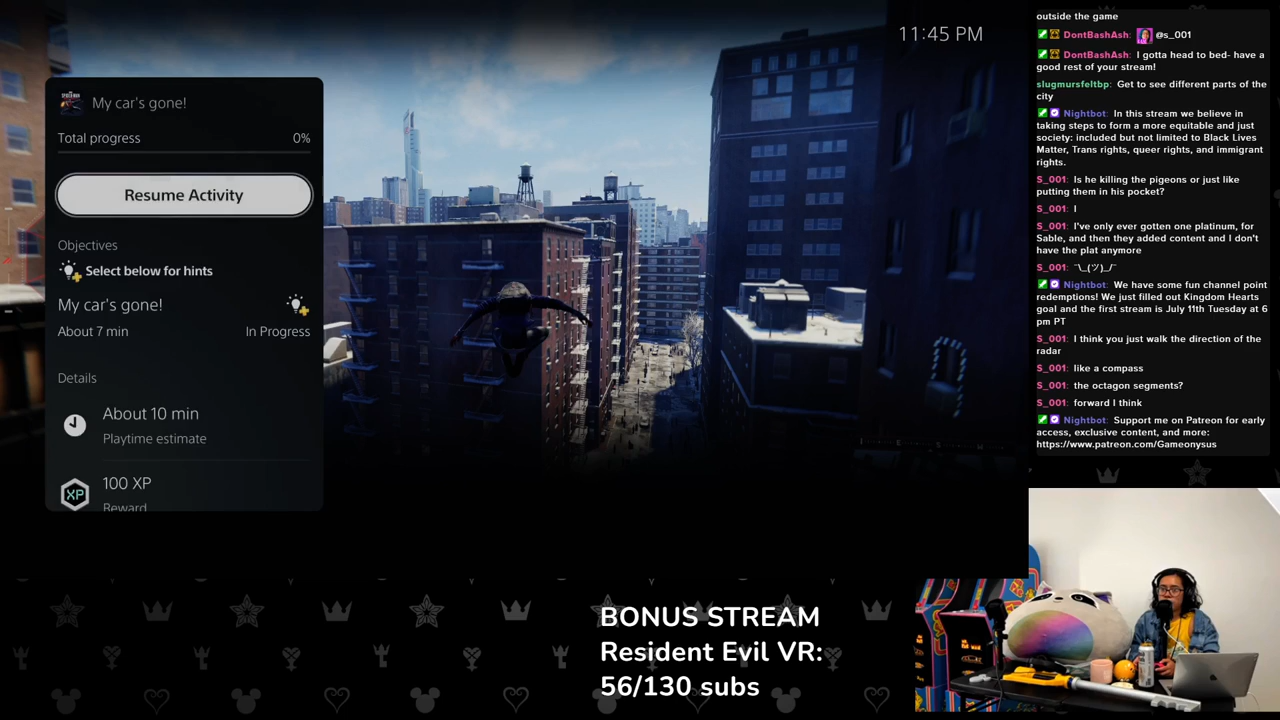 11:45 PM
My car's gone!
Total progress 0%
Resume Activity
Objectives
Select below for hints
My car's gone!
About 7 min In Progress
Details
About 10 min
Playtime estimate
XP
100 XP
Reward
outside the game
DontBashAsh: @s_001
DontBashAsh: I gotta head to bed- have a
good rest of your stream!
slugmursfeltbp: Get to see different parts of the
city
Nightbot: In this stream we believe in
taking steps to form a more equitable and just
society: included but not limited to Black Lives
Matter, Trans rights, queer rights, and immigrant
rights.
S_001: Is he killing the pigeons or just like
putting them in his pocket?
S_001: I
S_001: I've only ever gotten one platinum, for
Sable, and then they added content and I don't
have the plat anymore
S_001: ¯\_(ツ)_/¯
Nightbot: We have some fun channel point
redemptions! We just filled out Kingdom Hearts
goal and the first stream is July 11th Tuesday at 6
pm PT
S_001: I think you just walk the direction of the
radar
S_001: like a compass
S_001: the octagon segments?
S_001: forward I think
Nightbot: Support me on Patreon for early
access, exclusive content, and more:
https://www.patreon.com/Gameonysus
BONUS STREAM
Resident Evil VR:
56/130 subs